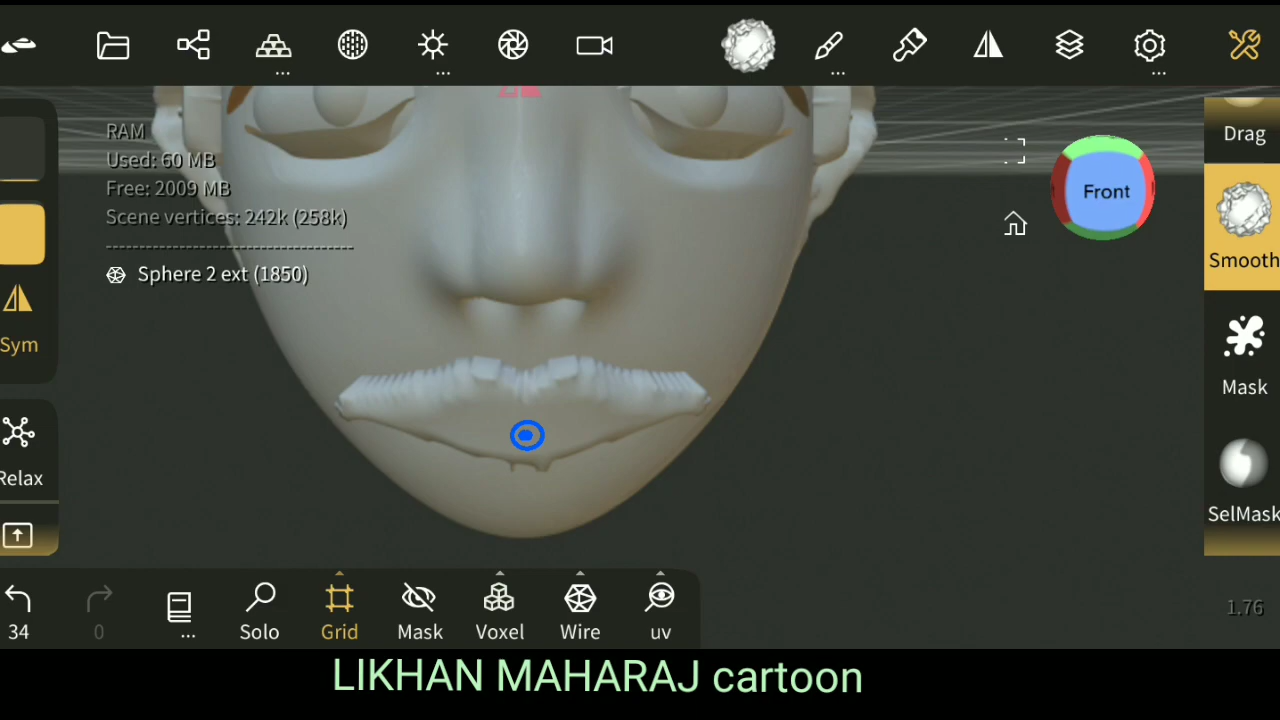 RAM
Used: 60 MB
Free: 2009 MB
Scene vertices: 242k (258k)
-----------------------------------
Sphere 2 ext (1850)
Front
Drag
Smooth
Mask
SelMask
Sym
Relax
34
0
Solo
Grid
Mask
Voxel
Wire
uv
1.76
LIKHAN MAHARAJ cartoon